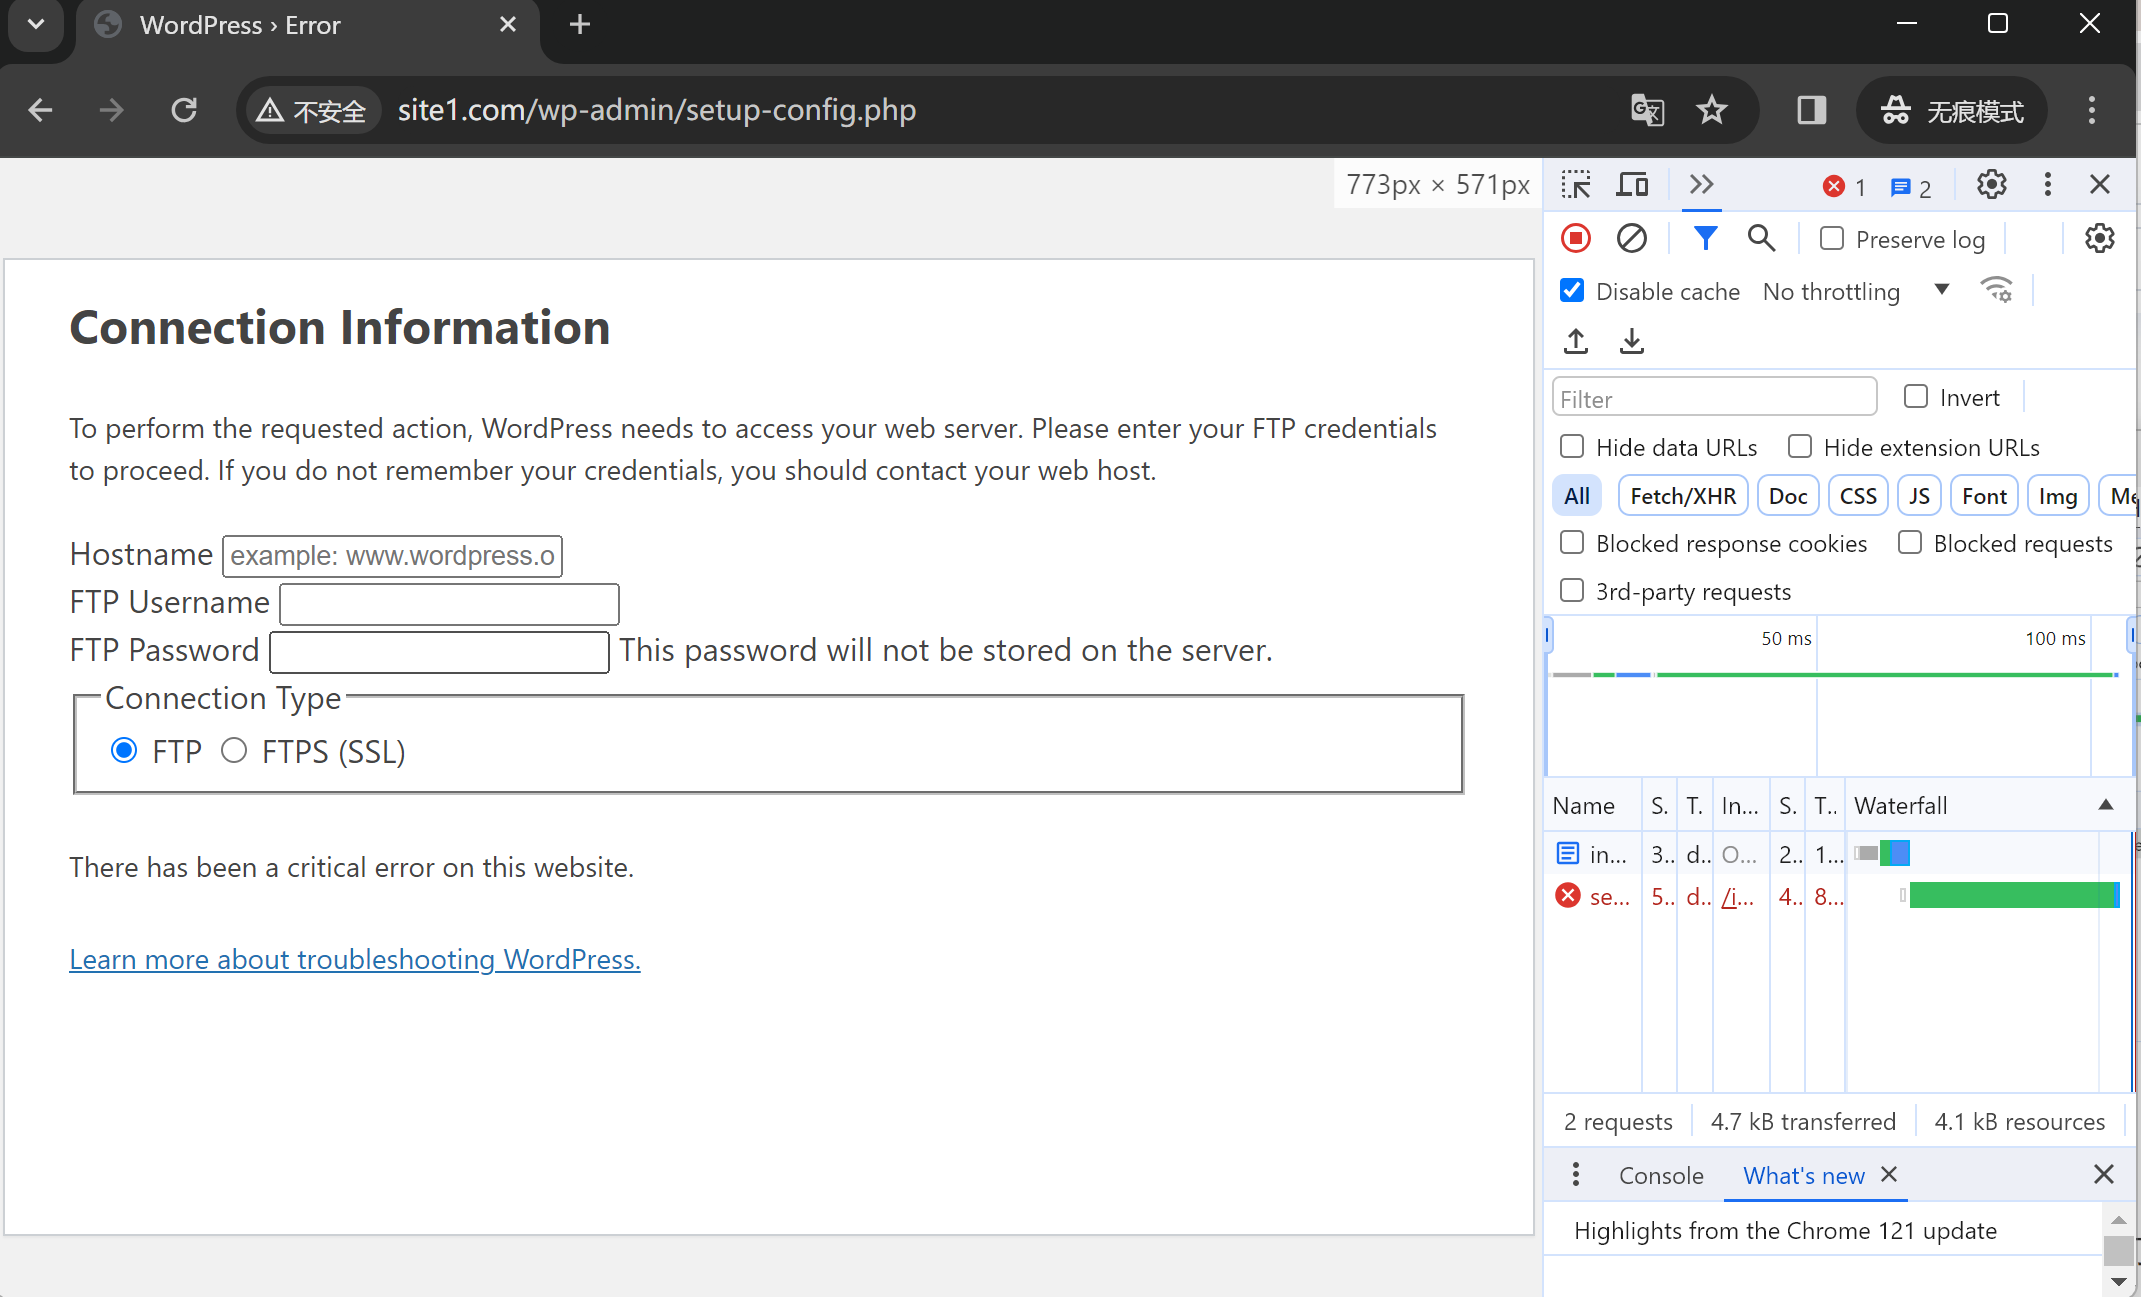 WordPress › Error
不安全
site1.com/wp-admin/setup-config.php
无痕模式
773px × 571px
1
2
Preserve log
Disable cache
No throttling
Filter
Invert
Hide data URLs
Hide extension URLs
All
Fetch/XHR
Doc
CSS
JS
Font
Img
Blocked response cookies
Blocked requests
3rd-party requests
50 ms
100 ms
Name
S.
T.
In...
S.
T..
Waterfall
in...
3..
d..
O...
2..
1...
se...
5..
d..
/i...
4..
8...
2 requests
4.7 kB transferred
4.1 kB resources
Console
What's new
Highlights from the Chrome 121 update
Connection Information
To perform the requested action, WordPress needs to access your web server. Please enter your FTP credentials
to proceed. If you do not remember your credentials, you should contact your web host.
Hostname example: www.wordpress.o
FTP Username
FTP Password This password will not be stored on the server.
Connection Type
FTP FTPS (SSL)
There has been a critical error on this website.
Learn more about troubleshooting WordPress.